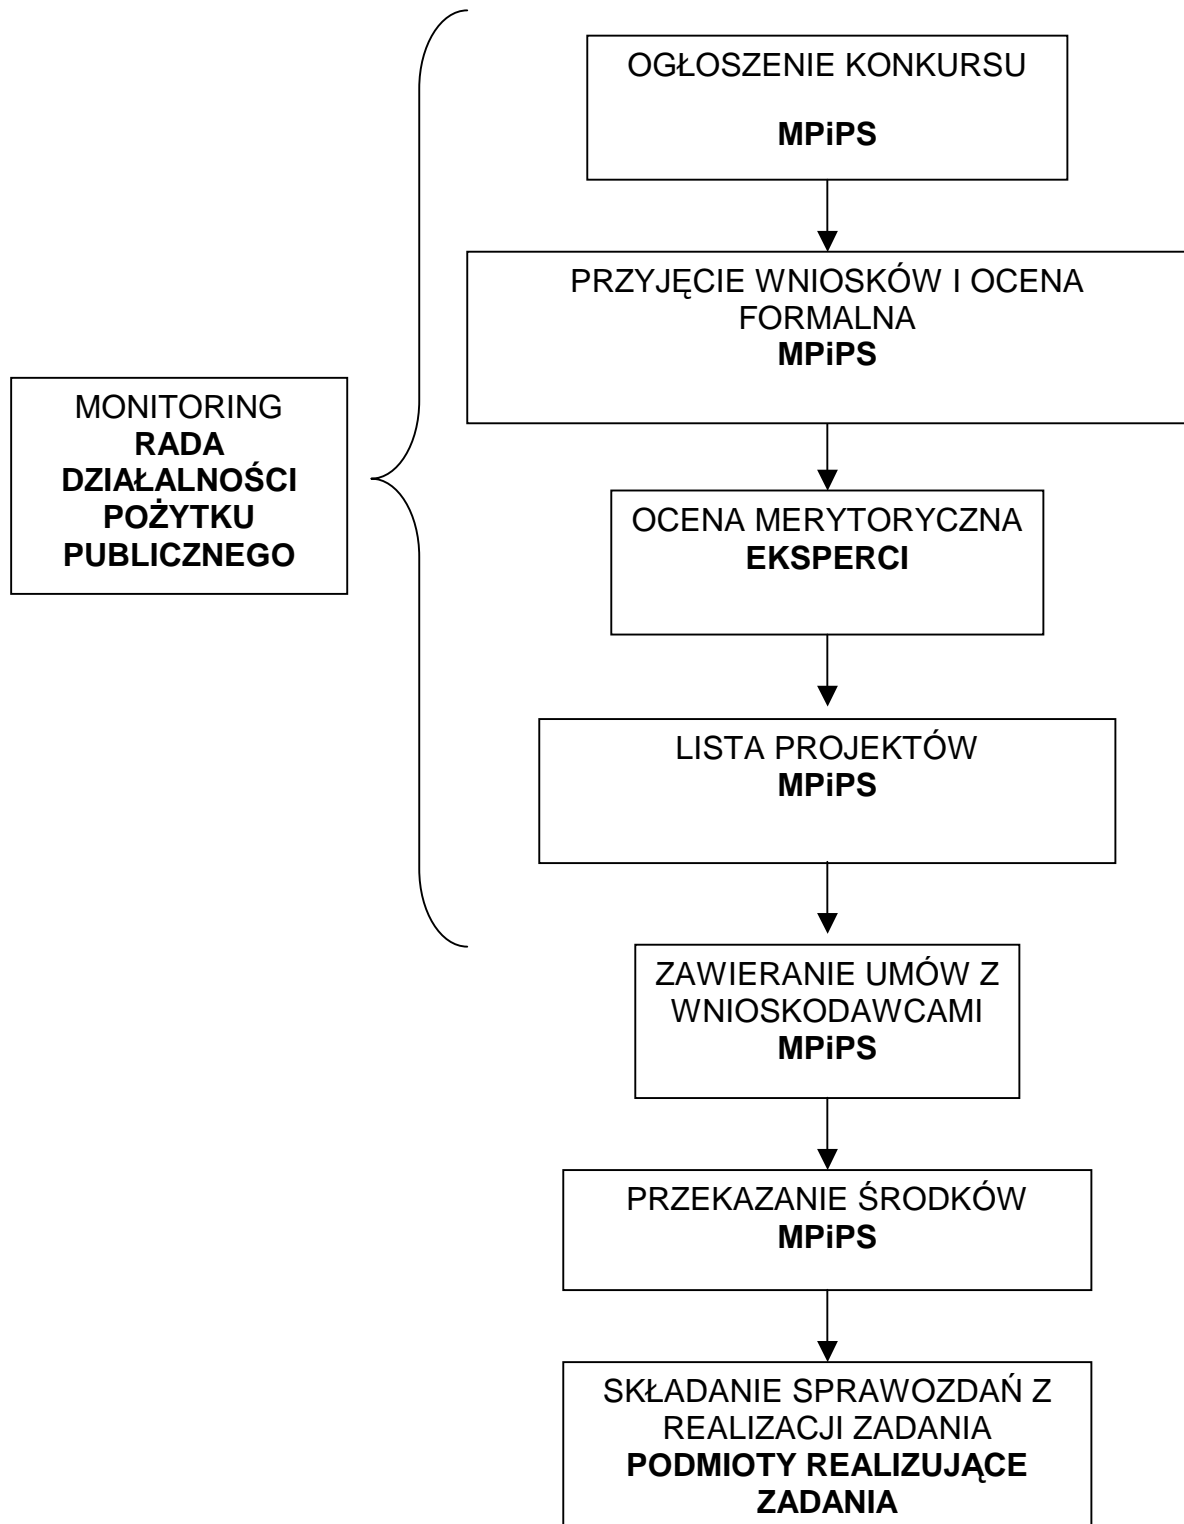 OGŁOSZENIE KONKURSU
MPiPS
PRZYJĘCIE WNIOSKÓW I OCENA
FORMALNA
MPiPS
MONITORING
RADA
DZIAŁALNOŚCI
POŻYTKU
PUBLICZNEGO
OCENA MERYTORYCZNA
EKSPERCI
LISTA PROJEKTÓW
MPiPS
ZAWIERANIE UMÓW Z
WNIOSKODAWCAMI
MPiPS
PRZEKAZANIE ŚRODKÓW
MPiPS
SKŁADANIE SPRAWOZDAŃ Z
REALIZACJI ZADANIA
PODMIOTY REALIZUJĄCE
ZADANIA